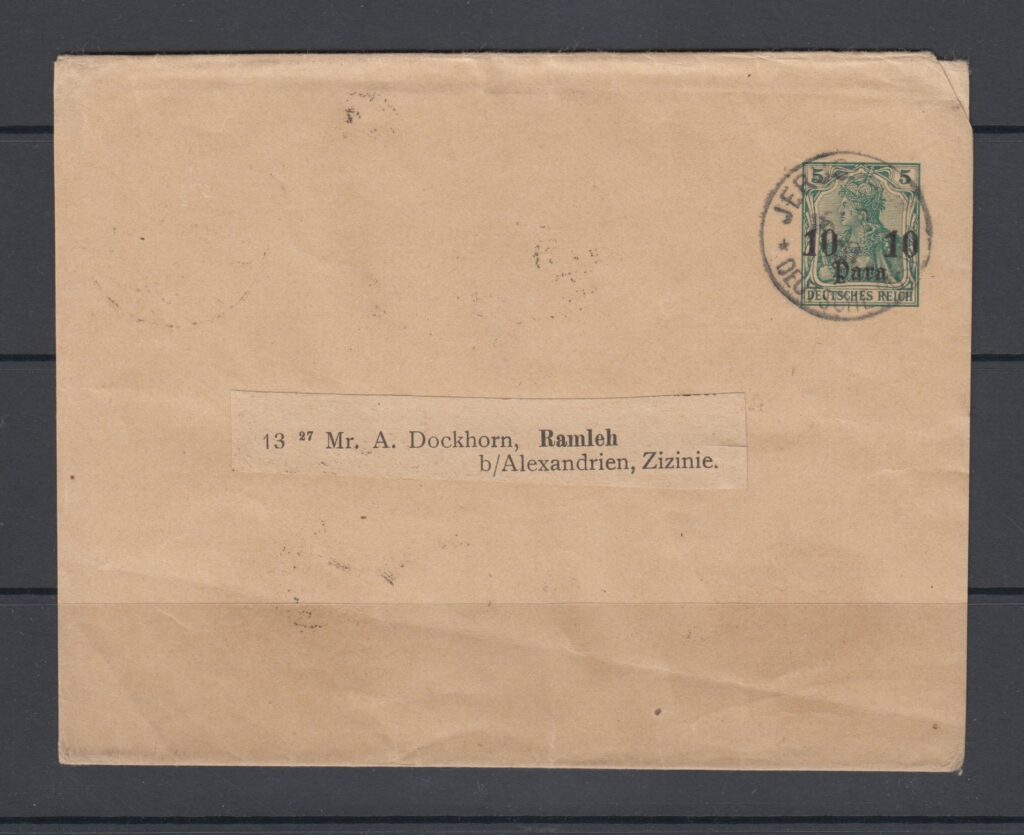 5 5
10 10
Para
DEUTSCHES REICH
13 27 Mr. A. Dockhorn, Ramleh
b/Alexandrien, Zizinie.